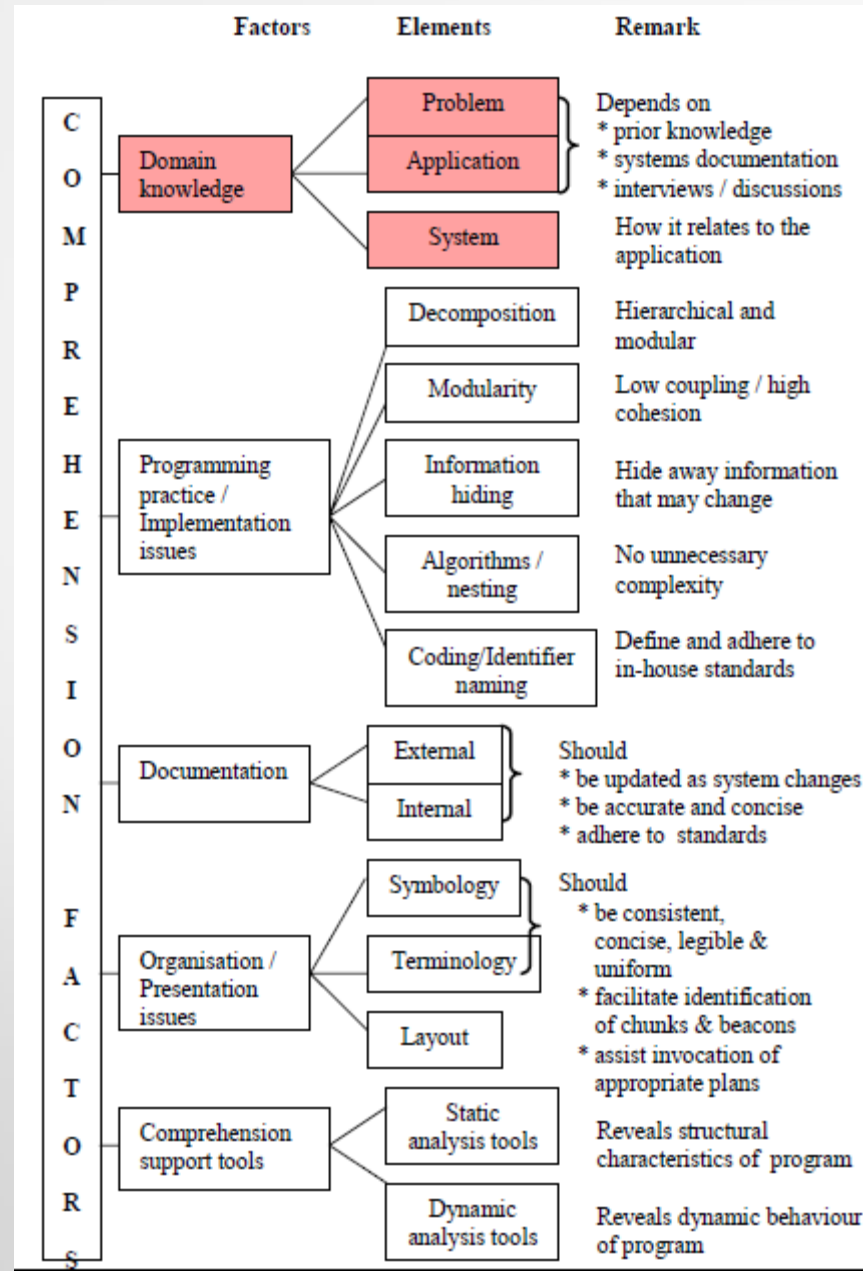 Factors Elements Remark
COMPREHENSION FACTORS
Domain
knowledge
Problem
Application
System
Depends on
* prior knowledge
* systems documentation
* interviews / discussions
How it relates to the
application
Programming
practice /
Implementation
issues
Decomposition
Hierarchical and
modular
Modularity
Low coupling / high
cohesion
Information
hiding
Hide away information
that may change
Algorithms /
nesting
No unnecessary
complexity
Coding/Identifier
naming
Define and adhere to
in-house standards
Documentation
External
Internal
Should
* be updated as system changes
* be accurate and concise
* adhere to standards
Organisation /
Presentation
issues
Symbology
Terminology
Layout
Should
* be consistent,
concise, legible &
uniform
* facilitate identification
of chunks & beacons
* assist invocation of
appropriate plans
Comprehension
support tools
Static
analysis tools
Reveals structural
characteristics of program
Dynamic
analysis tools
Reveals dynamic behaviour
of program